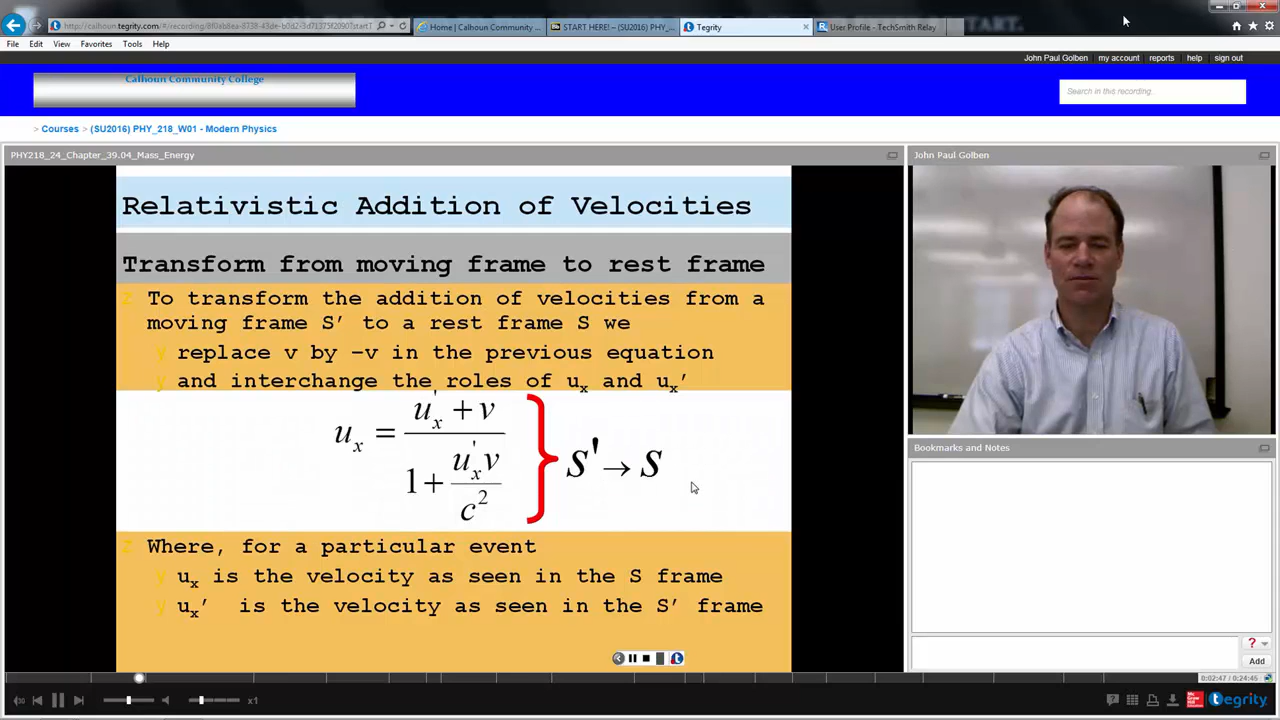 Home | Calhoun Community ...
START HERE! – (SU2016) PHY_...
Tegrity
User Profile - TechSmith Relay
File Edit View Favorites Tools Help
John Paul Golben my account reports help sign out
Calhoun Community College
Search in this recording.
> Courses > (SU2016) PHY_218_W01 - Modern Physics
PHY218_24_Chapter_39.04_Mass_Energy
John Paul Golben
Relativistic Addition of Velocities
Transform from moving frame to rest frame
To transform the addition of velocities from a
moving frame S′ to a rest frame S we
replace v by –v in the previous equation
and interchange the roles of uₓ and uₓ′
uₓ = (uₓ' + v) / (1 + uₓ'v / c²) } S' → S
Where, for a particular event
uₓ is the velocity as seen in the S frame
uₓ′ is the velocity as seen in the S′ frame
Bookmarks and Notes
?
Add
0:02:47 / 0:24:45
x1
tegrity